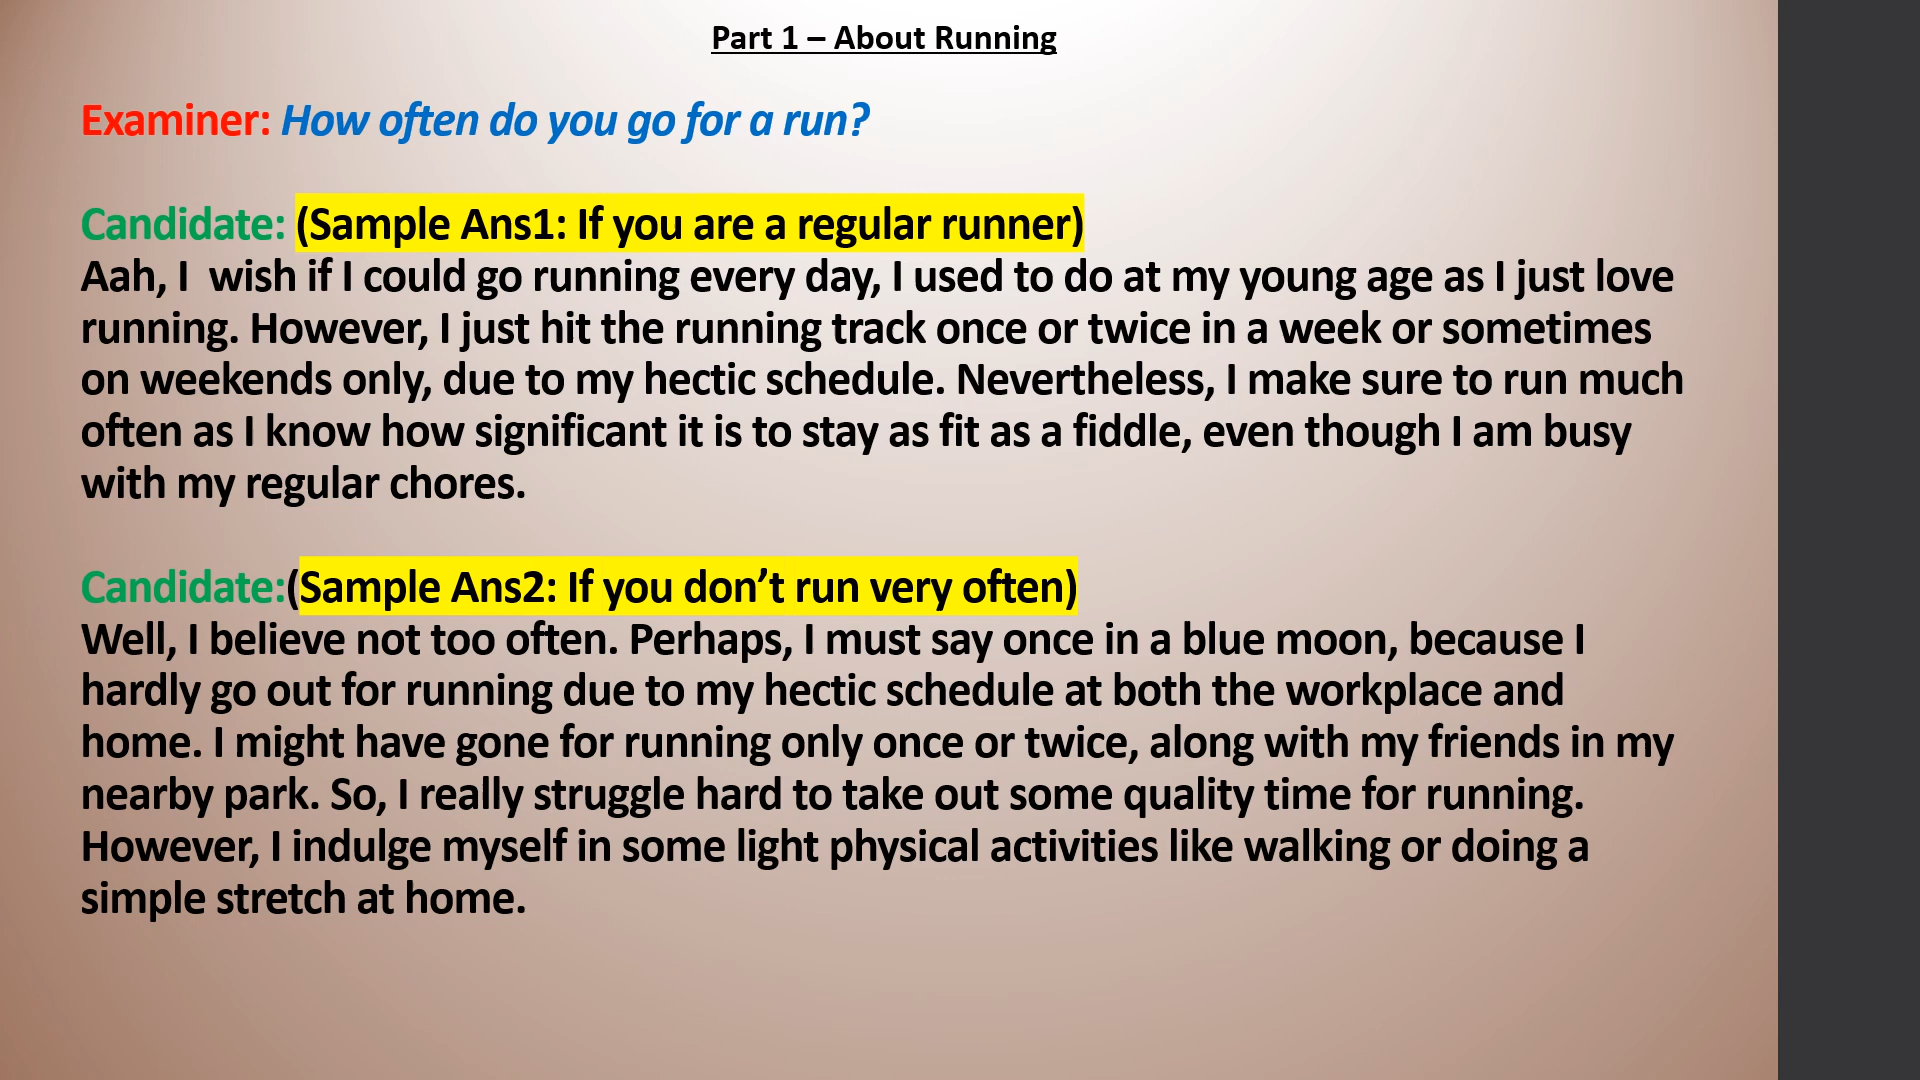 Part 1 – About Running
Examiner: How often do you go for a run?
Candidate: (Sample Ans1: If you are a regular runner)
Aah, I  wish if I could go running every day, I used to do at my young age as I just love
running. However, I just hit the running track once or twice in a week or sometimes
on weekends only, due to my hectic schedule. Nevertheless, I make sure to run much
often as I know how significant it is to stay as fit as a fiddle, even though I am busy
with my regular chores.
Candidate:(Sample Ans2: If you don’t run very often)
Well, I believe not too often. Perhaps, I must say once in a blue moon, because I
hardly go out for running due to my hectic schedule at both the workplace and
home. I might have gone for running only once or twice, along with my friends in my
nearby park. So, I really struggle hard to take out some quality time for running.
However, I indulge myself in some light physical activities like walking or doing a
simple stretch at home.